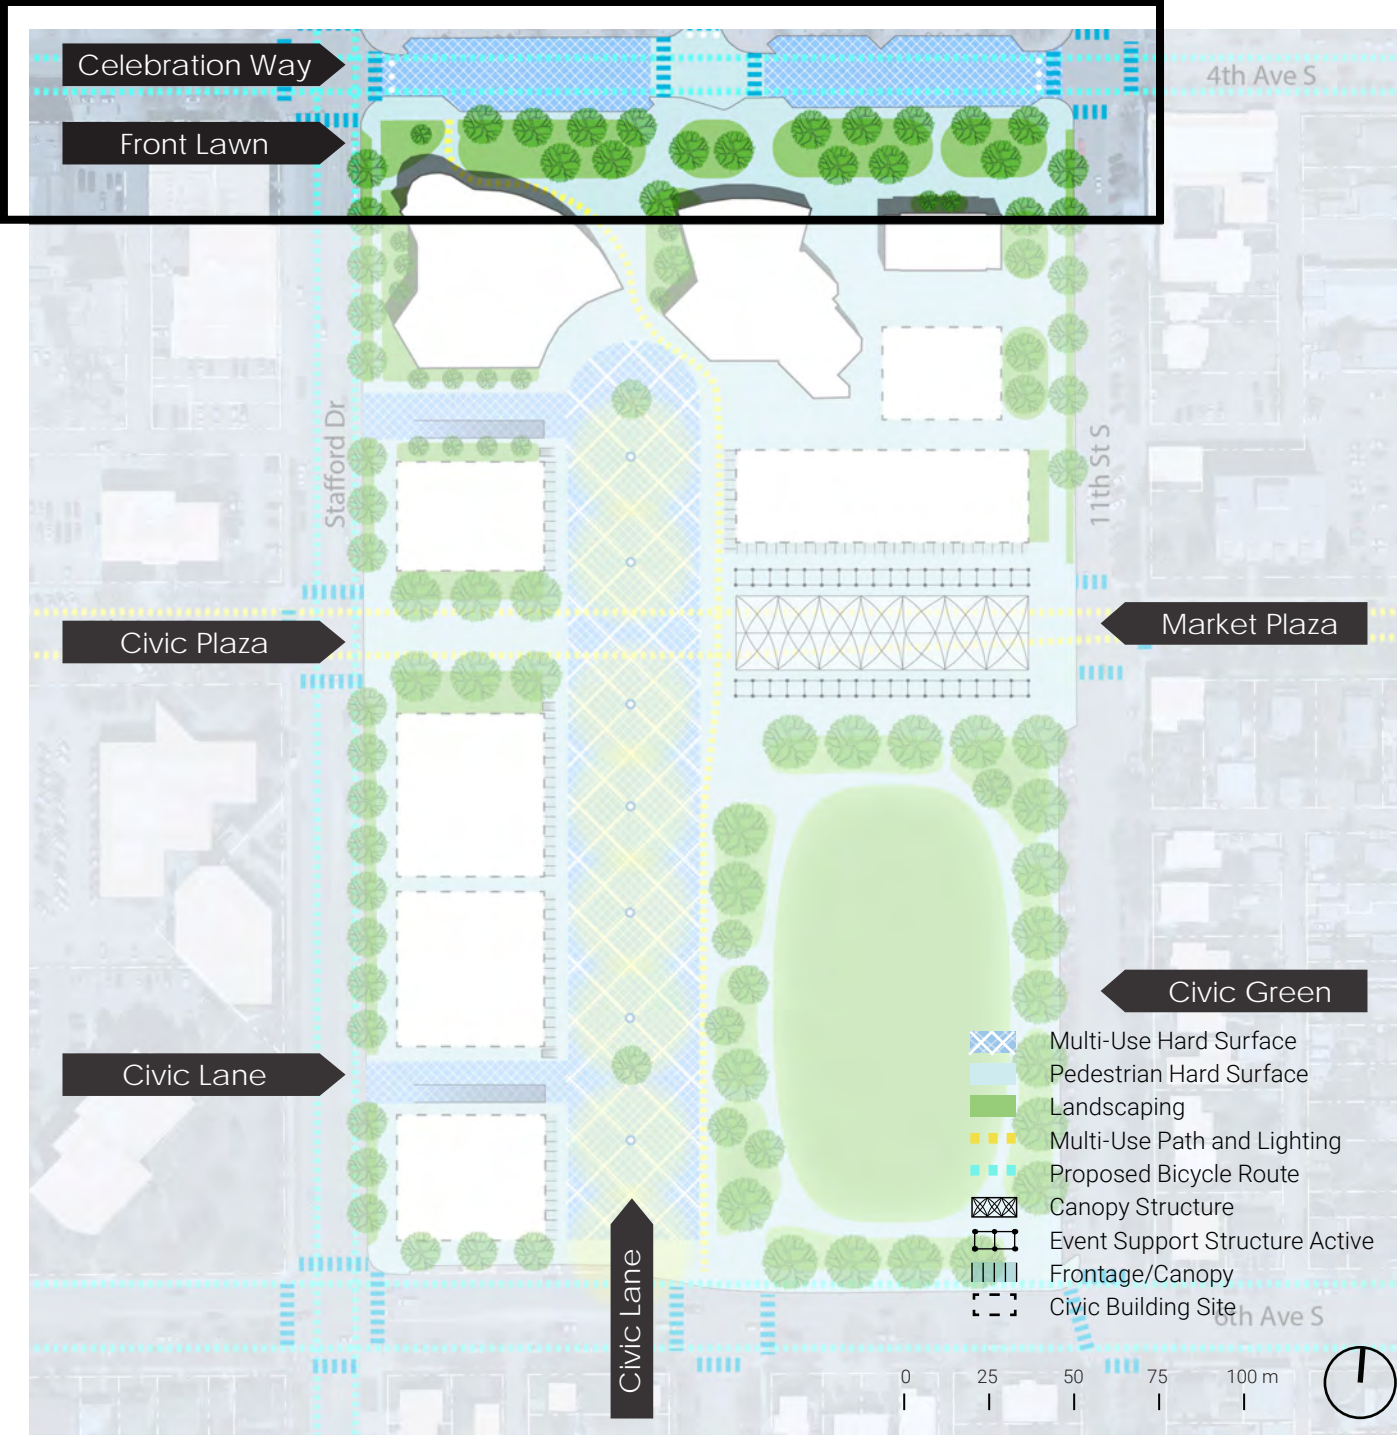 Celebration Way
4th Ave S
Front Lawn
Stafford Dr
11th St S
Civic Plaza
Market Plaza
Civic Green
Civic Lane
Multi-Use Hard Surface
Pedestrian Hard Surface
Landscaping
Multi-Use Path and Lighting
Proposed Bicycle Route
Canopy Structure
Event Support Structure Active
Frontage/Canopy
Civic Building Site
6th Ave S
Civic Lane
0 25 50 75 100 m